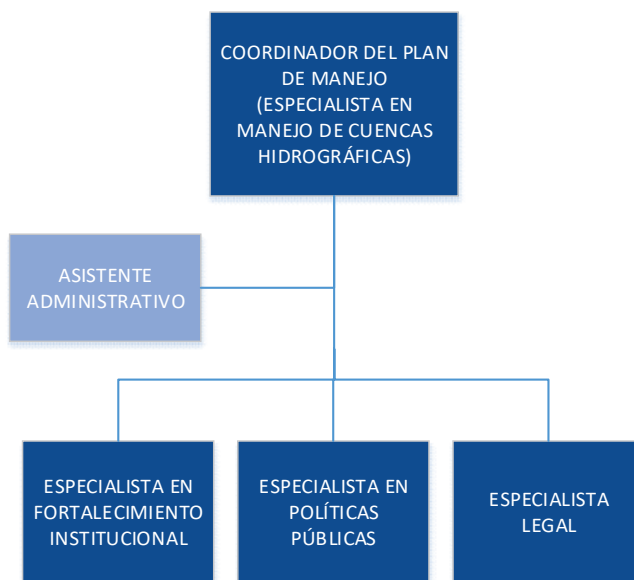 COORDINADOR DEL PLAN
DE MANEJO
(ESPECIALISTA EN
MANEJO DE CUENCAS
HIDROGRÁFICAS)
ASISTENTE
ADMINISTRATIVO
ESPECIALISTA EN
FORTALECIMIENTO
INSTITUCIONAL
ESPECIALISTA EN
POLÍTICAS
PÚBLICAS
ESPECIALISTA
LEGAL